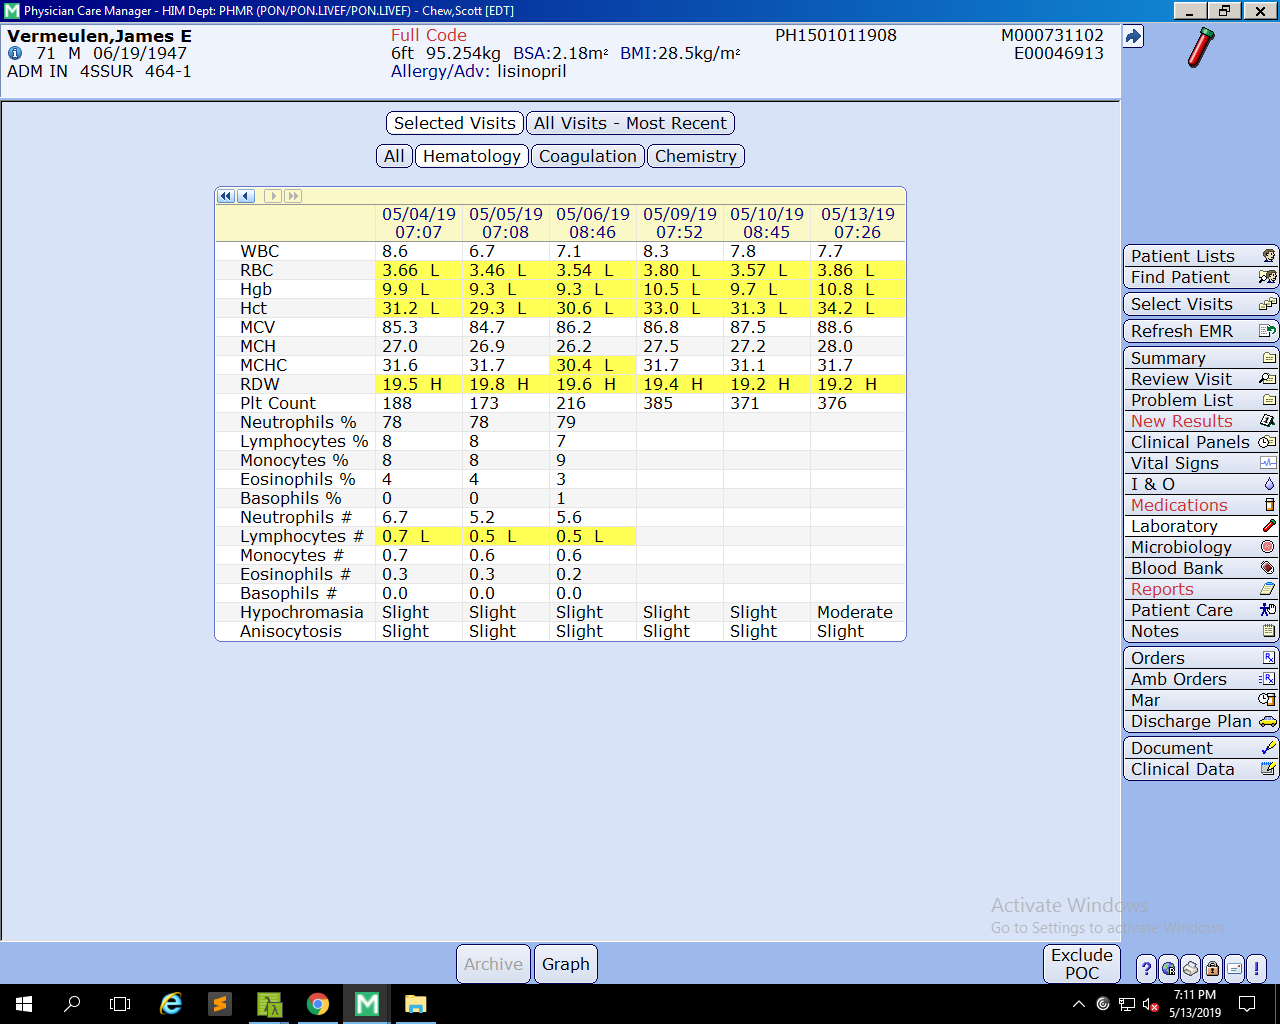 Physician Care Manager - HIM Dept: PHMR (PON/PON.LIVEF/PON.LIVEF) - Chew,Scott [EDT]
Vermeulen,James E Full Code PH1501011908 M000731102
71 M 06/19/1947 6ft 95.254kg BSA:2.18m² BMI:28.5kg/m² E00046913
ADM IN 4SSUR 464-1 Allergy/Adv: lisinopril
Selected Visits All Visits - Most Recent
All Hematology Coagulation Chemistry
05/04/19 05/05/19 05/06/19 05/09/19 05/10/19 05/13/19
07:07 07:08 08:46 07:52 08:45 07:26
WBC 8.6 6.7 7.1 8.3 7.8 7.7
RBC 3.66 L 3.46 L 3.54 L 3.80 L 3.57 L 3.86 L
Hgb 9.9 L 9.3 L 9.3 L 10.5 L 9.7 L 10.8 L
Hct 31.2 L 29.3 L 30.6 L 33.0 L 31.3 L 34.2 L
MCV 85.3 84.7 86.2 86.8 87.5 88.6
MCH 27.0 26.9 26.2 27.5 27.2 28.0
MCHC 31.6 31.7 30.4 L 31.7 31.1 31.7
RDW 19.5 H 19.8 H 19.6 H 19.4 H 19.2 H 19.2 H
Plt Count 188 173 216 385 371 376
Neutrophils % 78 78 79
Lymphocytes % 8 8 7
Monocytes % 8 8 9
Eosinophils % 4 4 3
Basophils % 0 0 1
Neutrophils # 6.7 5.2 5.6
Lymphocytes # 0.7 L 0.5 L 0.5 L
Monocytes # 0.7 0.6 0.6
Eosinophils # 0.3 0.3 0.2
Basophils # 0.0 0.0 0.0
Hypochromasia Slight Slight Slight Slight Slight Moderate
Anisocytosis Slight Slight Slight Slight Slight Slight
Patient Lists
Find Patient
Select Visits
Refresh EMR
Summary
Review Visit
Problem List
New Results
Clinical Panels
Vital Signs
I & O
Medications
Laboratory
Microbiology
Blood Bank
Reports
Patient Care
Notes
Orders
Amb Orders
Mar
Discharge Plan
Document
Clinical Data
Activate Windows
Go to Settings to activate Windows.
Archive Graph
Exclude
POC
7:11 PM
5/13/2019